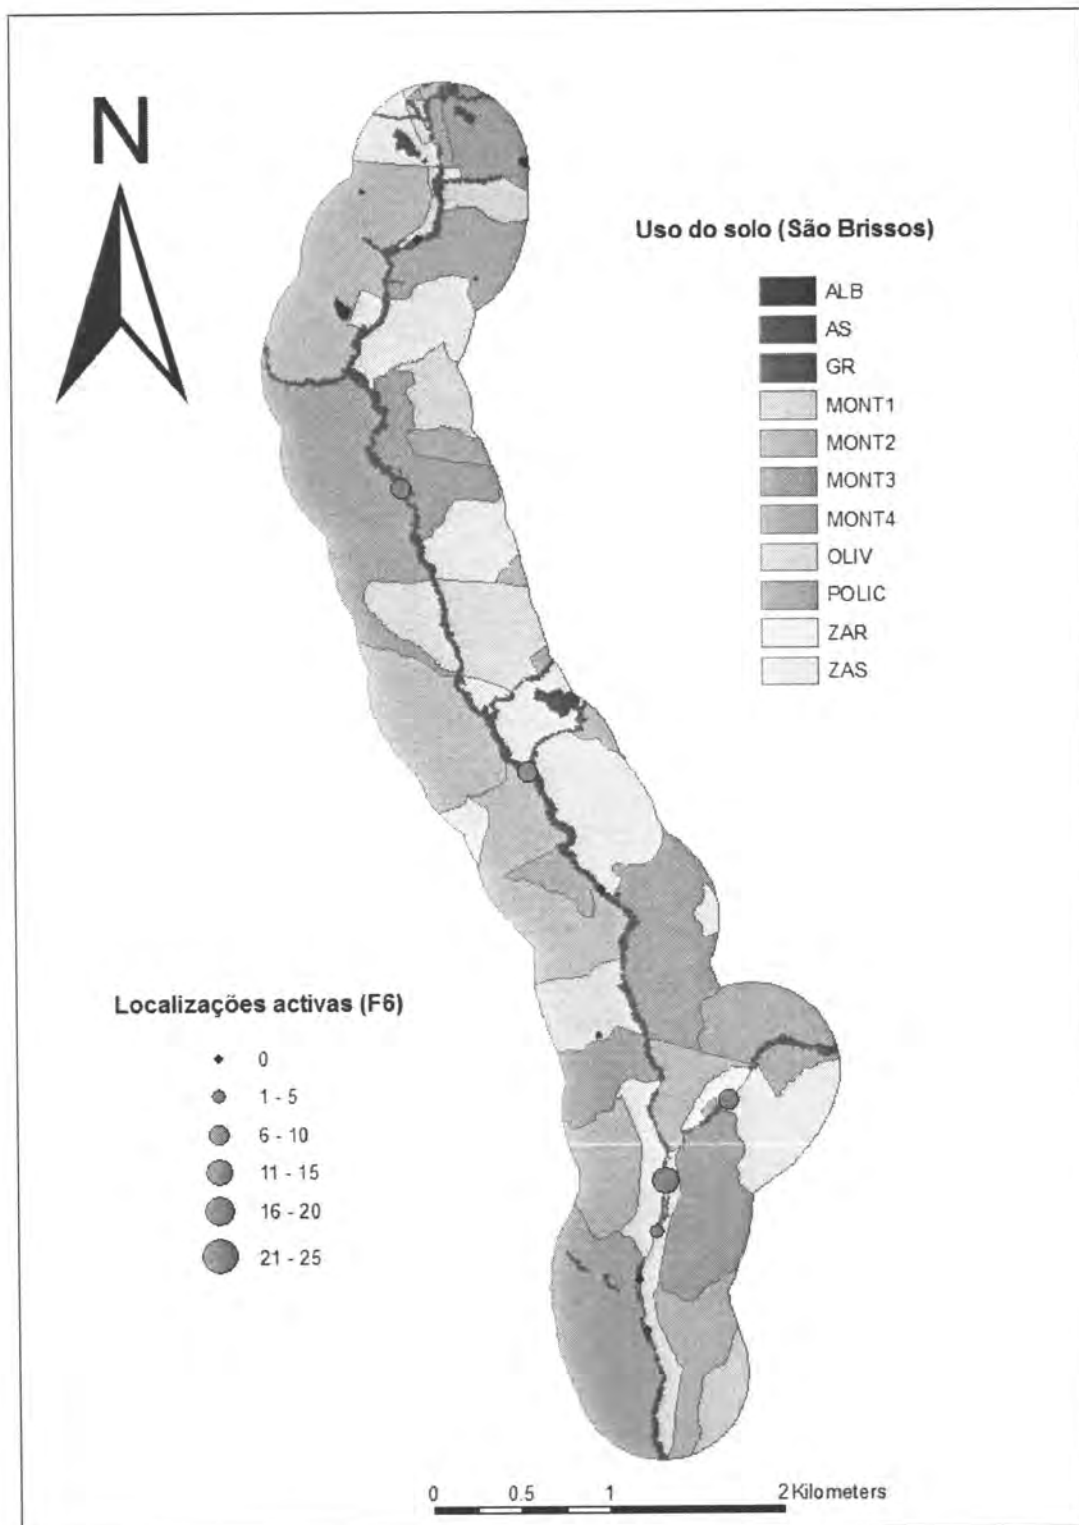 N
Uso do solo (São Brissos)
ALB
AS
GR
MONT1
MONT2
MONT3
MONT4
OLIV
POLIC
ZAR
ZAS
Localizações activas (F6)
0
1 - 5
6 - 10
11 - 15
16 - 20
21 - 25
0 0.5 1 2 Kilometers